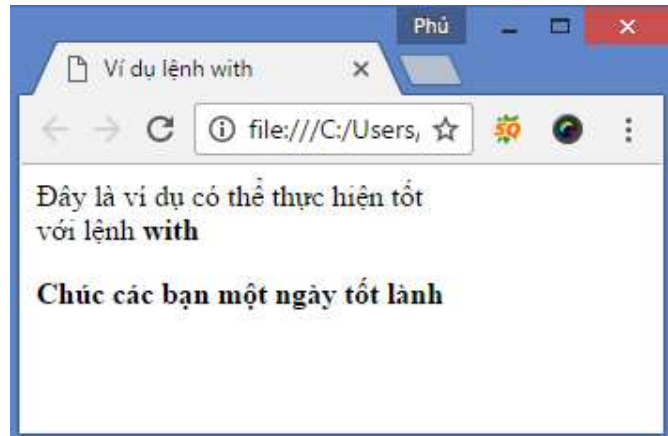 Phú
Ví dụ lệnh with
file:///C:/Users/
SQ
Đây là ví dụ có thể thực hiện tốt
với lệnh with
Chúc các bạn một ngày tốt lành